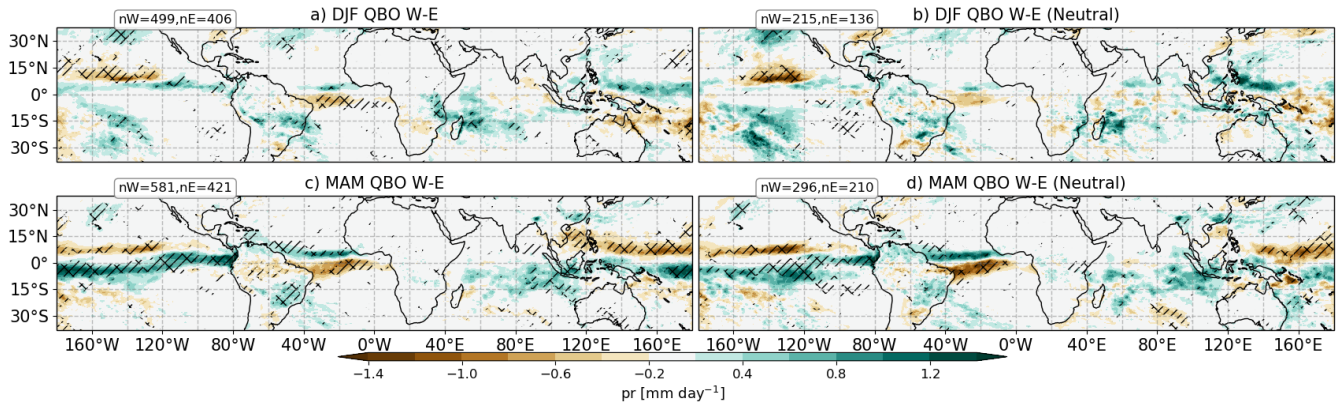 a) DJF QBO W-E
b) DJF QBO W-E (Neutral)
nW=499,nE=406
nW=215,nE=136
30°N
15°N
0°
15°S
30°S
c) MAM QBO W-E
d) MAM QBO W-E (Neutral)
nW=581,nE=421
nW=296,nE=210
30°N
15°N
0°
15°S
30°S
160°W 120°W 80°W 40°W 0°W 40°E 80°E 120°E 160°E 160°W 120°W 80°W 40°W 0°W 40°E 80°E 120°E 160°E
−1.4 −1.0 −0.6 −0.2 0.4 0.8 1.2
pr [mm day⁻¹]